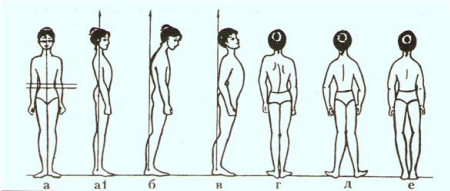 а а1 б в г д е